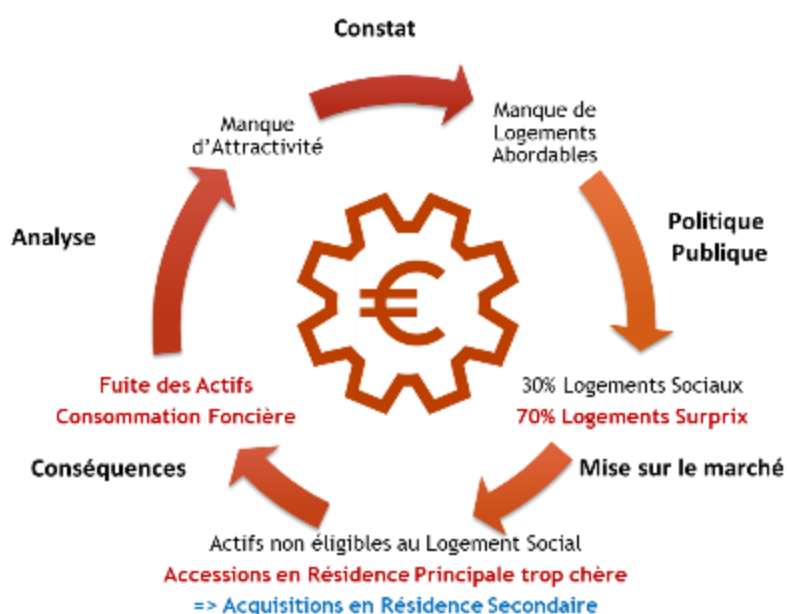 Constat
Manque de
Logements
Abordables
Politique
Publique
30% Logements Sociaux
70% Logements Surprix
Mise sur le marché
Actifs non éligibles au Logement Social
Accessions en Résidence Principale trop chère
=> Acquisitions en Résidence Secondaire
Conséquences
Fuite des Actifs
Consommation Foncière
Analyse
Manque
d'Attractivité
€